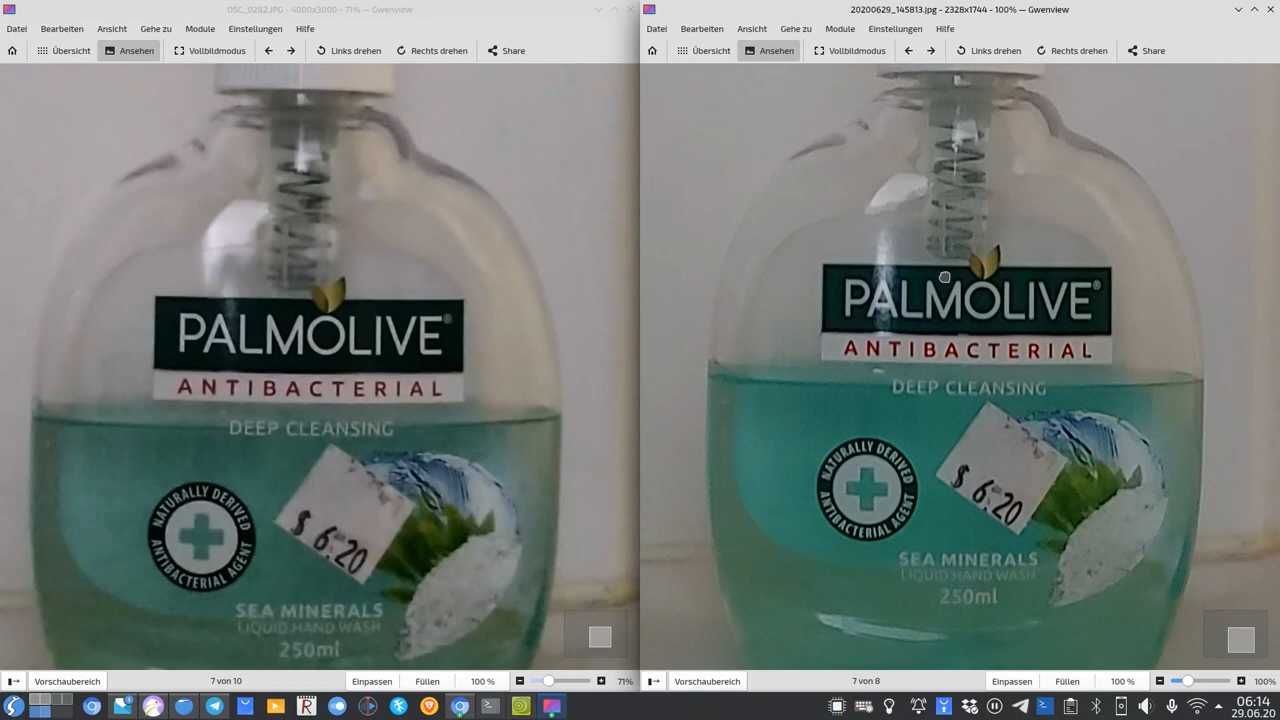 DSC_0282.JPG - 4000x3000 - 71% — Gwenview
Datei Bearbeiten Ansicht Gehe zu Module Einstellungen Hilfe
Übersicht Ansehen Vollbildmodus Links drehen Rechts drehen Share
PALMOLIVE®
ANTIBACTERIAL
DEEP CLEANSING
NATURALLY DERIVED
ANTIBACTERIAL AGENT
$ 6.20
SEA MINERALS
LIQUID HAND WASH
250ml
Vorschaubereich 7 von 10 Einpassen Füllen 100 % 71%
20200629_145813.jpg - 2328x1744 - 100% — Gwenview
Datei Bearbeiten Ansicht Gehe zu Module Einstellungen Hilfe
Übersicht Ansehen Vollbildmodus Links drehen Rechts drehen Share
PALMOLIVE®
ANTIBACTERIAL
DEEP CLEANSING
NATURALLY DERIVED
ANTIBACTERIAL AGENT
$ 6.20
SEA MINERALS
LIQUID HAND WASH
250ml
Vorschaubereich 7 von 8 Einpassen Füllen 100 % 100%
06:14
29.06.20